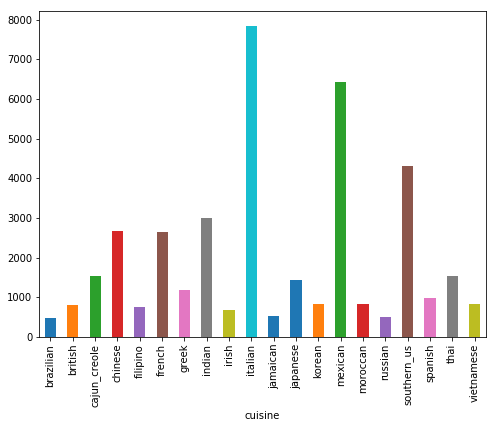 8000
7000
6000
5000
4000
3000
2000
1000
0
brazilian
british
cajun_creole
chinese
filipino
french
greek
indian
irish
italian
jamaican
japanese
korean
mexican
moroccan
russian
southern_us
spanish
thai
vietnamese
cuisine